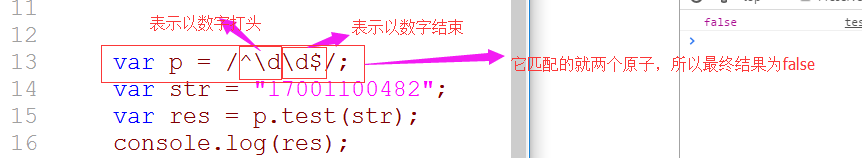 11
表示以数字打头
表示以数字结束
12
13 var p = /^\d\d$/;
它匹配的就两个原子，所以最终结果为false
14 var str = "17001100482";
15 var res = p.test(str);
16 console.log(res);
false
tes